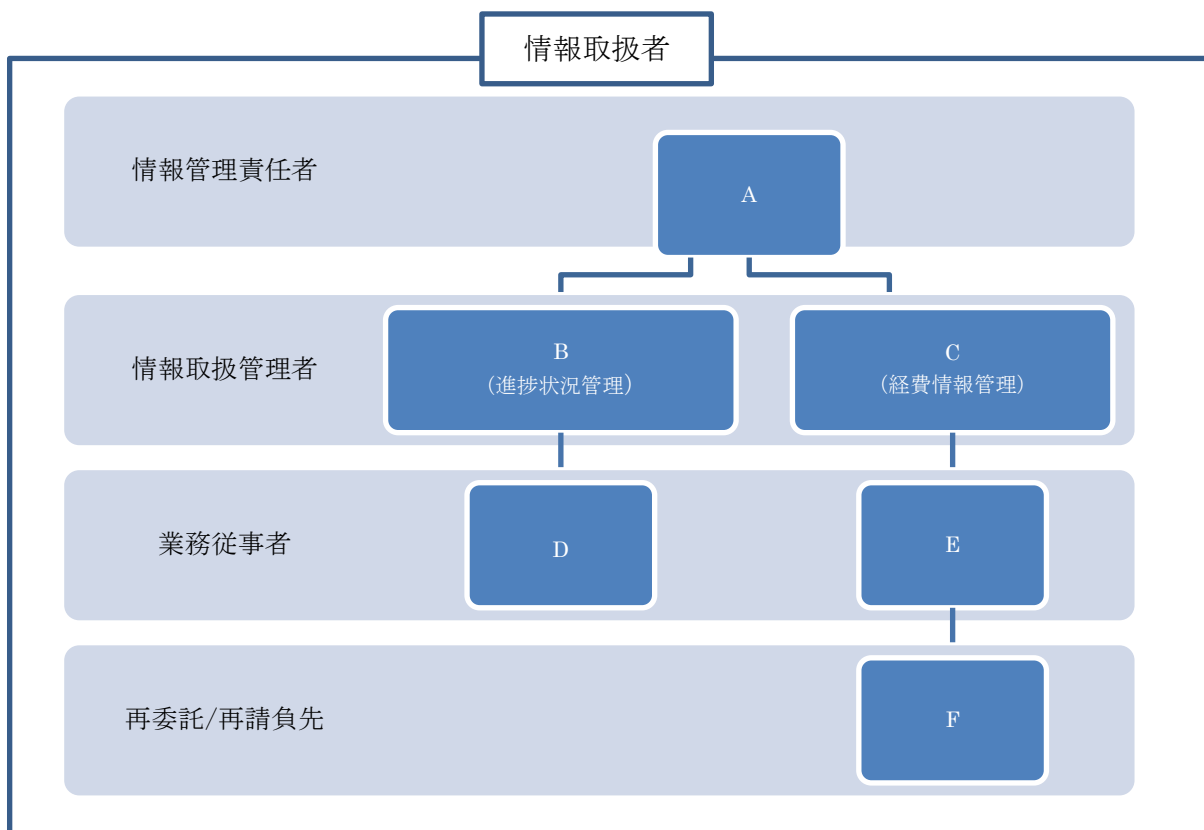 情報取扱者
情報管理責任者
A
情報取扱管理者
B
（進捗状況管理）
C
（経費情報管理）
業務従事者
D
E
再委託/再請負先
F